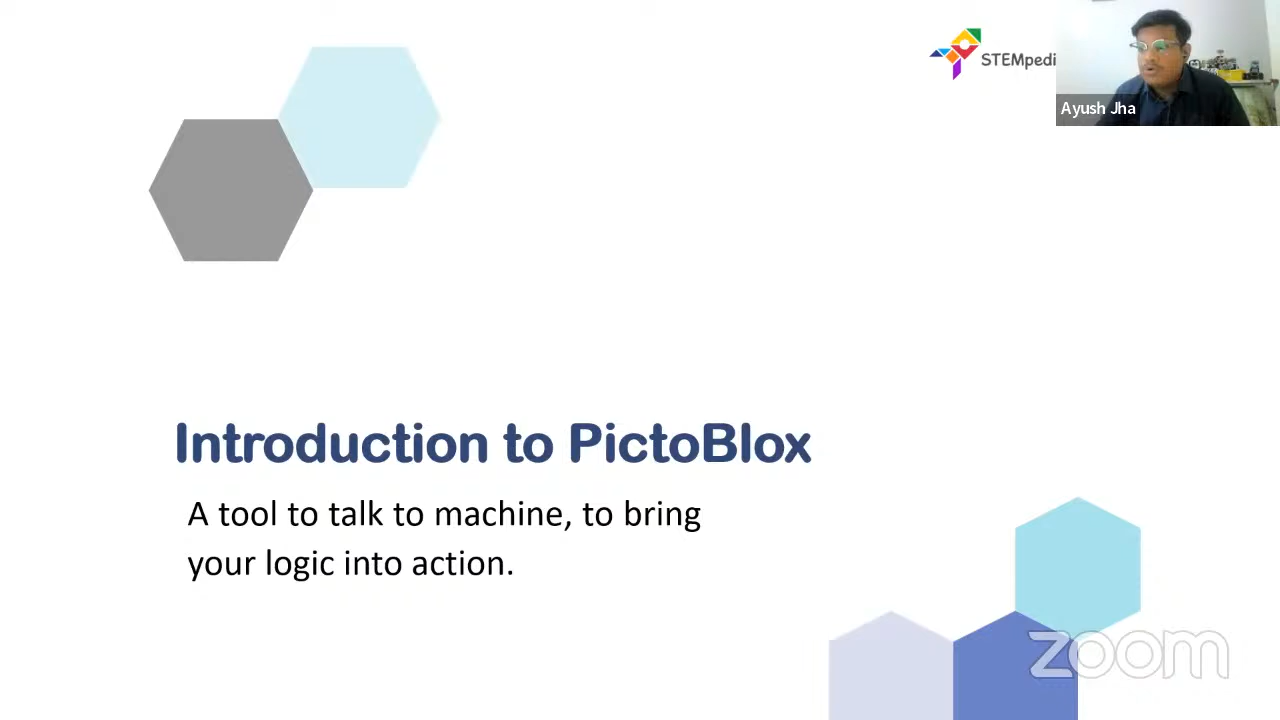 STEMpedi
Ayush Jha
Introduction to PictoBlox
A tool to talk to machine, to bring
your logic into action.
zoom